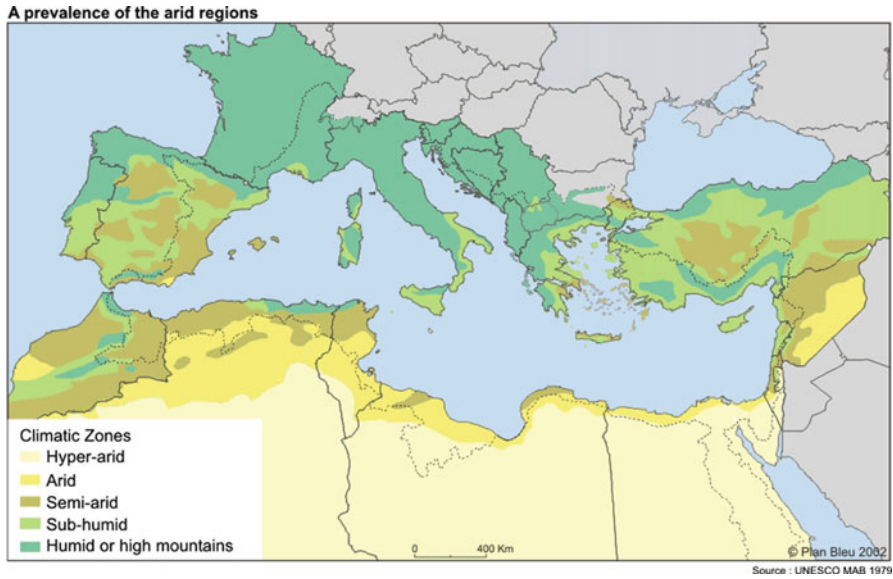 A prevalence of the arid regions
Climatic Zones
Hyper-arid
Arid
Semi-arid
Sub-humid
Humid or high mountains
0 400 Km
© Plan Bleu 2002
Source : UNESCO MAB 1979